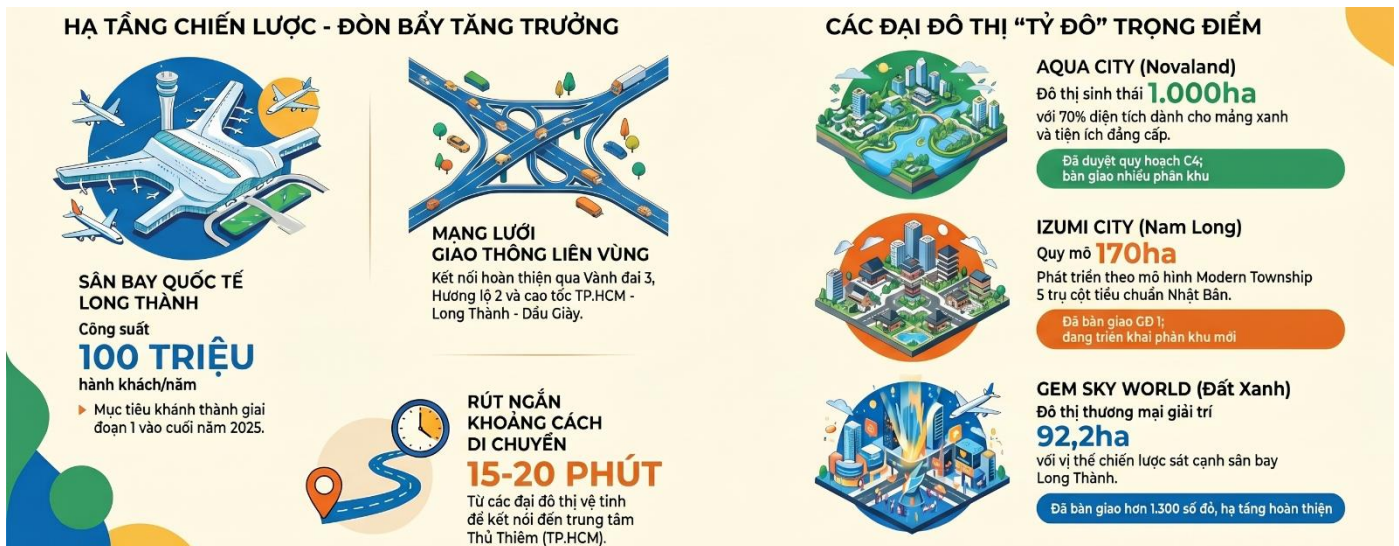 HẠ TẦNG CHIẾN LƯỢC - ĐÒN BẨY TĂNG TRƯỞNG
SÂN BAY QUỐC TẾ
LONG THÀNH
Công suất
100 TRIỆU
hành khách/năm
Mục tiêu khánh thành giai
đoạn 1 vào cuối năm 2025.
MẠNG LƯỚI
GIAO THÔNG LIÊN VÙNG
Kết nối hoàn thiện qua Vành đai 3,
Hương lộ 2 và cao tốc TP.HCM -
Long Thành - Dầu Giày.
RÚT NGẮN
KHOẢNG CÁCH
DI CHUYỂN
15-20 PHÚT
Từ các đại đô thị vệ tinh
để kết nối đến trung tâm
Thủ Thiêm (TP.HCM).
CÁC ĐẠI ĐÔ THỊ “TỶ ĐÔ” TRỌNG ĐIỂM
AQUA CITY (Novaland)
Đô thị sinh thái 1.000ha
với 70% diện tích dành cho mảng xanh
và tiện ích đẳng cấp.
Đã duyệt quy hoạch C4;
bàn giao nhiều phân khu
IZUMI CITY (Nam Long)
Quy mô 170ha
Phát triển theo mô hình Modern Township
5 trụ cột tiểu chuẩn Nhật Bản.
Đã bàn giao GĐ 1;
đang triển khai phân khu mới
GEM SKY WORLD (Đất Xanh)
Đô thị thương mại giải trí
92,2ha
với vị thế chiến lược sát cạnh sân bay
Long Thành.
Đã bàn giao hơn 1.300 số đỏ, hạ tầng hoàn thiện